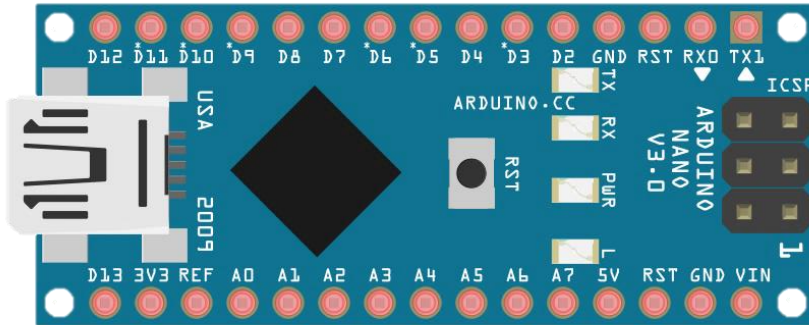 D12 *D11 *D10 *D9 D8 D7 *D6 *D5 D4 *D3 D2 GND RST RX0 TX1
ICSP
USA
TX
ARDUINO.CC
RX
ARDUINO
NANO
V3.0
RST
PWR
2009
L
1
D13 3V3 REF A0 A1 A2 A3 A4 A5 A6 A7 5V RST GND VIN